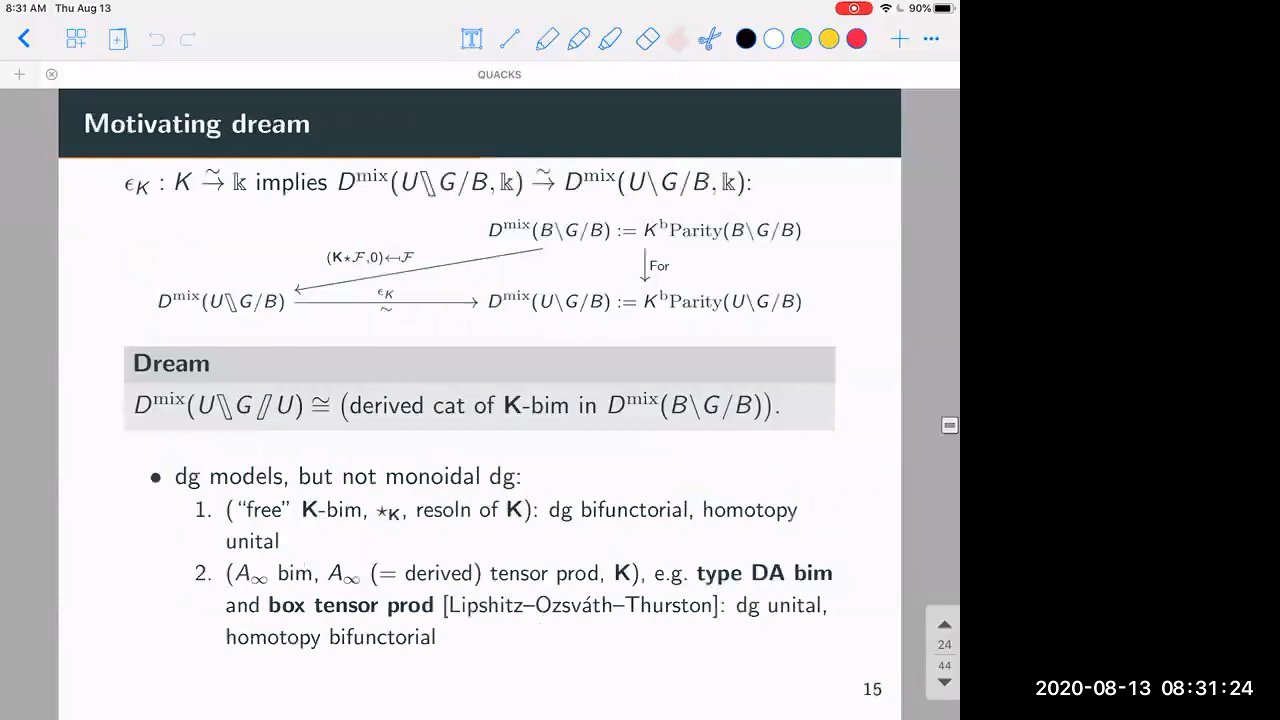 8:31 AM Thu Aug 13
90%
QUACKS
Motivating dream
ϵ_K : K ∼→ 𝕜 implies D^mix(U⑊G/B, 𝕜) ∼→ D^mix(U\G/B, 𝕜):
D^mix(B\G/B) := K^b Parity(B\G/B)
(K⋆ℱ,0)↤ℱ
For
D^mix(U⑊G/B) ϵ_K ∼ D^mix(U\G/B) := K^b Parity(U\G/B)
Dream
D^mix(U⑊G⫽U) ≅ (derived cat of K-bim in D^mix(B\G/B)).
• dg models, but not monoidal dg:
1. (“free” K-bim, ⋆_K, resoln of K): dg bifunctorial, homotopy
unital
2. (A_∞ bim, A_∞ (= derived) tensor prod, K), e.g. type DA bim
and box tensor prod [Lipshitz–Ozsváth–Thurston]: dg unital,
homotopy bifunctorial
15
24
44
2020-08-13 08:31:24